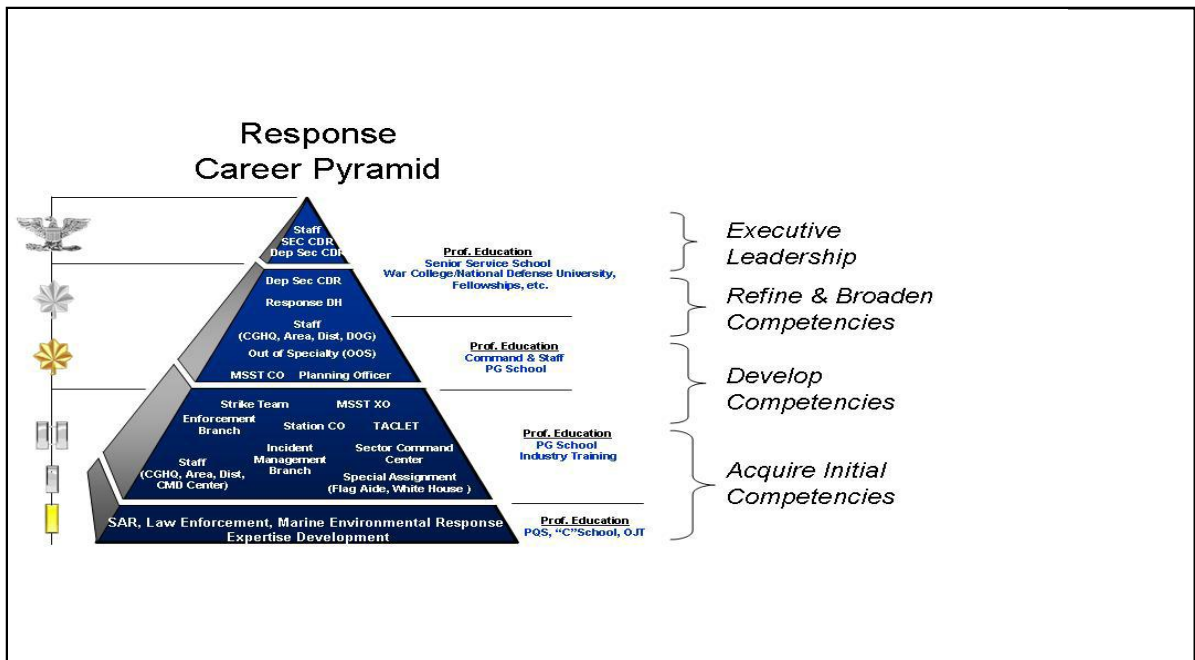 Response
Career Pyramid
Staff
SEC CDR
Dep Sec CDR
Dep Sec CDR
Response DH
Staff
(CGHQ, Area, Dist, DOG)
Out of Specialty (OOS)
MSST CO Planning Officer
Strike Team MSST XO
Enforcement
Branch
Station CO TACLET
Incident
Management
Branch
Sector Command
Center
Staff
(CGHQ, Area, Dist,
CMD Center)
Special Assignment
(Flag Aide, White House )
SAR, Law Enforcement, Marine Environmental Response
Expertise Development
Prof. Education
Senior Service School
War College/National Defense University,
Fellowships, etc.
Prof. Education
Command & Staff
PG School
Prof. Education
PG School
Industry Training
Prof. Education
PQS, “C”School, OJT
Executive
Leadership
Refine & Broaden
Competencies
Develop
Competencies
Acquire Initial
Competencies